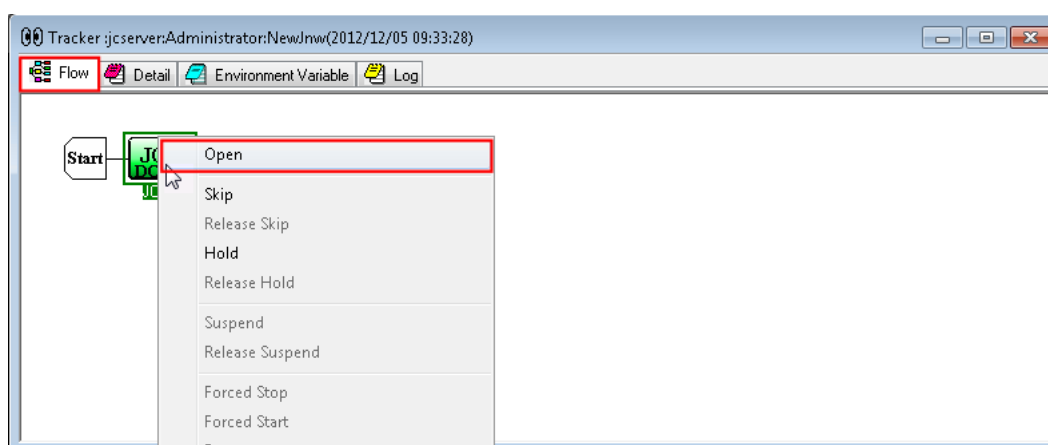 Tracker :jcserver:Administrator:NewJnw(2012/12/05 09:33:28)
Flow Detail Environment Variable Log
Start
Open
Skip
Release Skip
Hold
Release Hold
Suspend
Release Suspend
Forced Stop
Forced Start